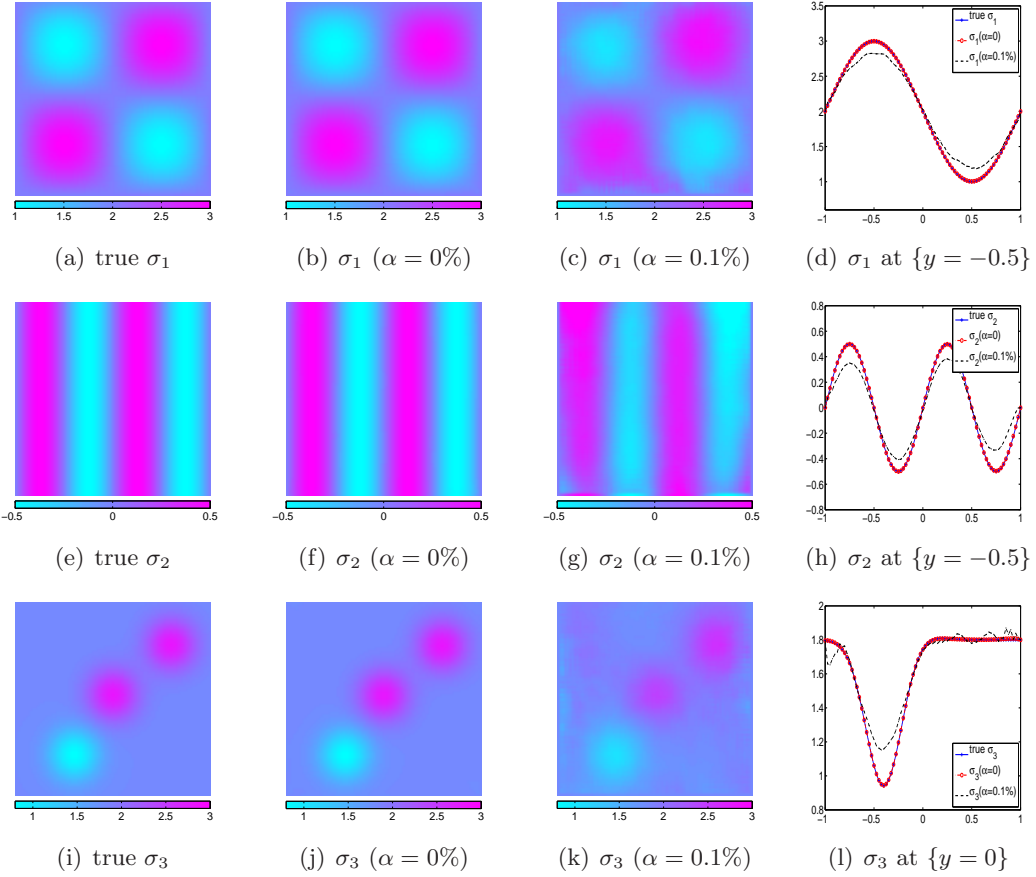 1 1.5 2 2.5 3
1 1.5 2 2.5 3
1 1.5 2 2.5 3
3.5
3
2.5
2
1.5
1
-1 -0.5 0 0.5 1
true σ1
σ1(α=0)
σ1(α=0.1%)
(a) true σ1
(b) σ1 (α = 0%)
(c) σ1 (α = 0.1%)
(d) σ1 at {y = −0.5}
−0.5 0 0.5
−0.5 0 0.5
−0.5 0 0.5
0.8
0.6
0.4
0.2
0
−0.2
−0.4
−0.6
−0.8
-1 -0.5 0 0.5 1
true σ2
σ2(α=0)
σ2(α=0.1%)
(e) true σ2
(f) σ2 (α = 0%)
(g) σ2 (α = 0.1%)
(h) σ2 at {y = −0.5}
1 1.5 2 2.5 3
1 1.5 2 2.5 3
1 1.5 2 2.5 3
2
1.8
1.6
1.4
1.2
1
0.8
-1 -0.5 0 0.5 1
true σ3
σ3(α=0)
σ3(α=0.1%)
(i) true σ3
(j) σ3 (α = 0%)
(k) σ3 (α = 0.1%)
(l) σ3 at {y = 0}